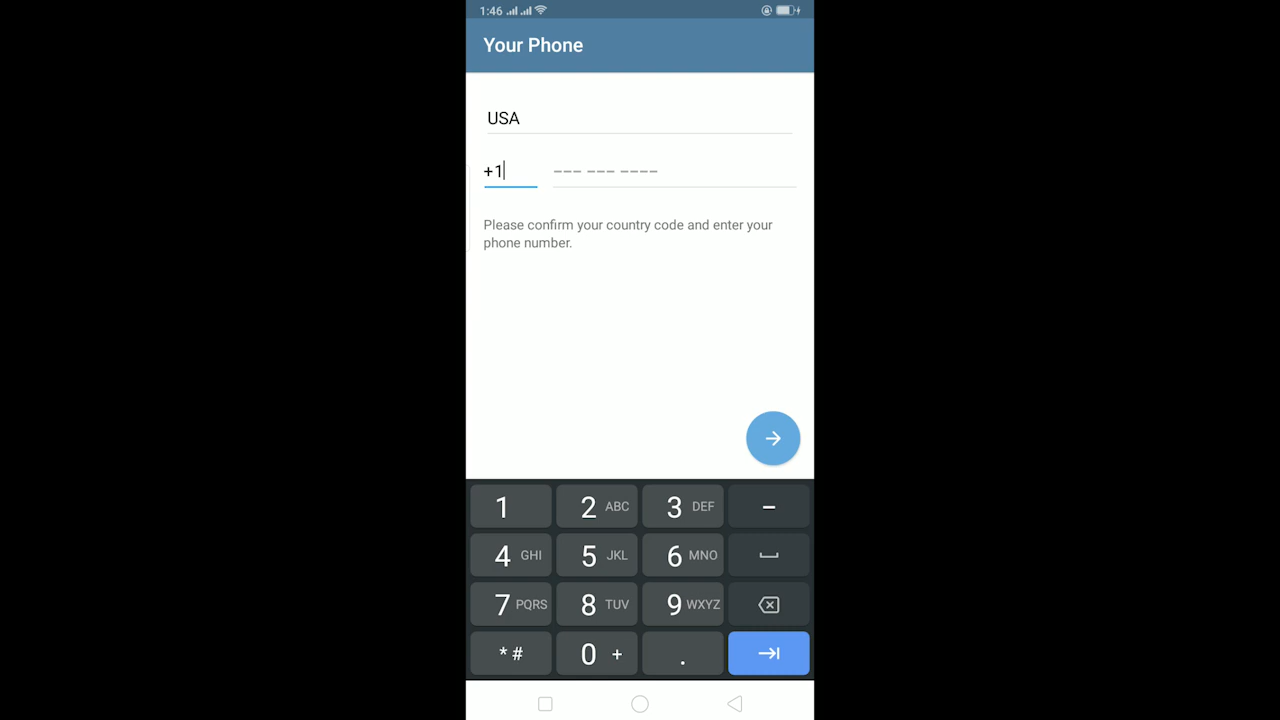 1:46
Your Phone
USA
+1 --- --- ----
Please confirm your country code and enter your
phone number.
1 2 ABC 3 DEF –
4 GHI 5 JKL 6 MNO
7 PQRS 8 TUV 9 WXYZ
* # 0 + .